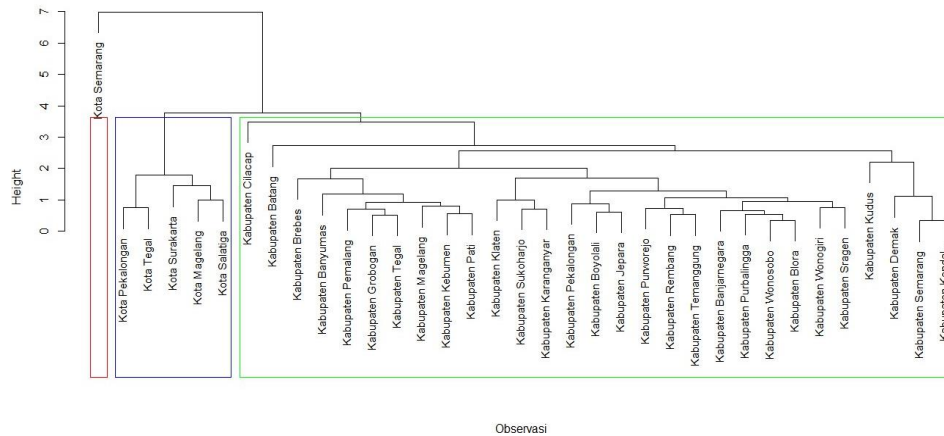 7
6
5
4
3
2
1
0
Height
Kota Semarang
Kota Pekalongan
Kota Tegal
Kota Surakarta
Kota Magelang
Kota Salatiga
Kabupaten Cilacap
Kabupaten Batang
Kabupaten Brebes
Kabupaten Banyumas
Kabupaten Pemalang
Kabupaten Grobogan
Kabupaten Tegal
Kabupaten Magelang
Kabupaten Kebumen
Kabupaten Pati
Kabupaten Klaten
Kabupaten Sukoharjo
Kabupaten Karanganyar
Kabupaten Pekalongan
Kabupaten Boyolali
Kabupaten Jepara
Kabupaten Purworejo
Kabupaten Rembang
Kabupaten Temanggung
Kabupaten Banjarnegara
Kabupaten Purbalingga
Kabupaten Wonosobo
Kabupaten Blora
Kabupaten Wonogiri
Kabupaten Sragen
Kabupaten Kudus
Kabupaten Demak
Kabupaten Semarang
Kabupaten Kendal
Observasi